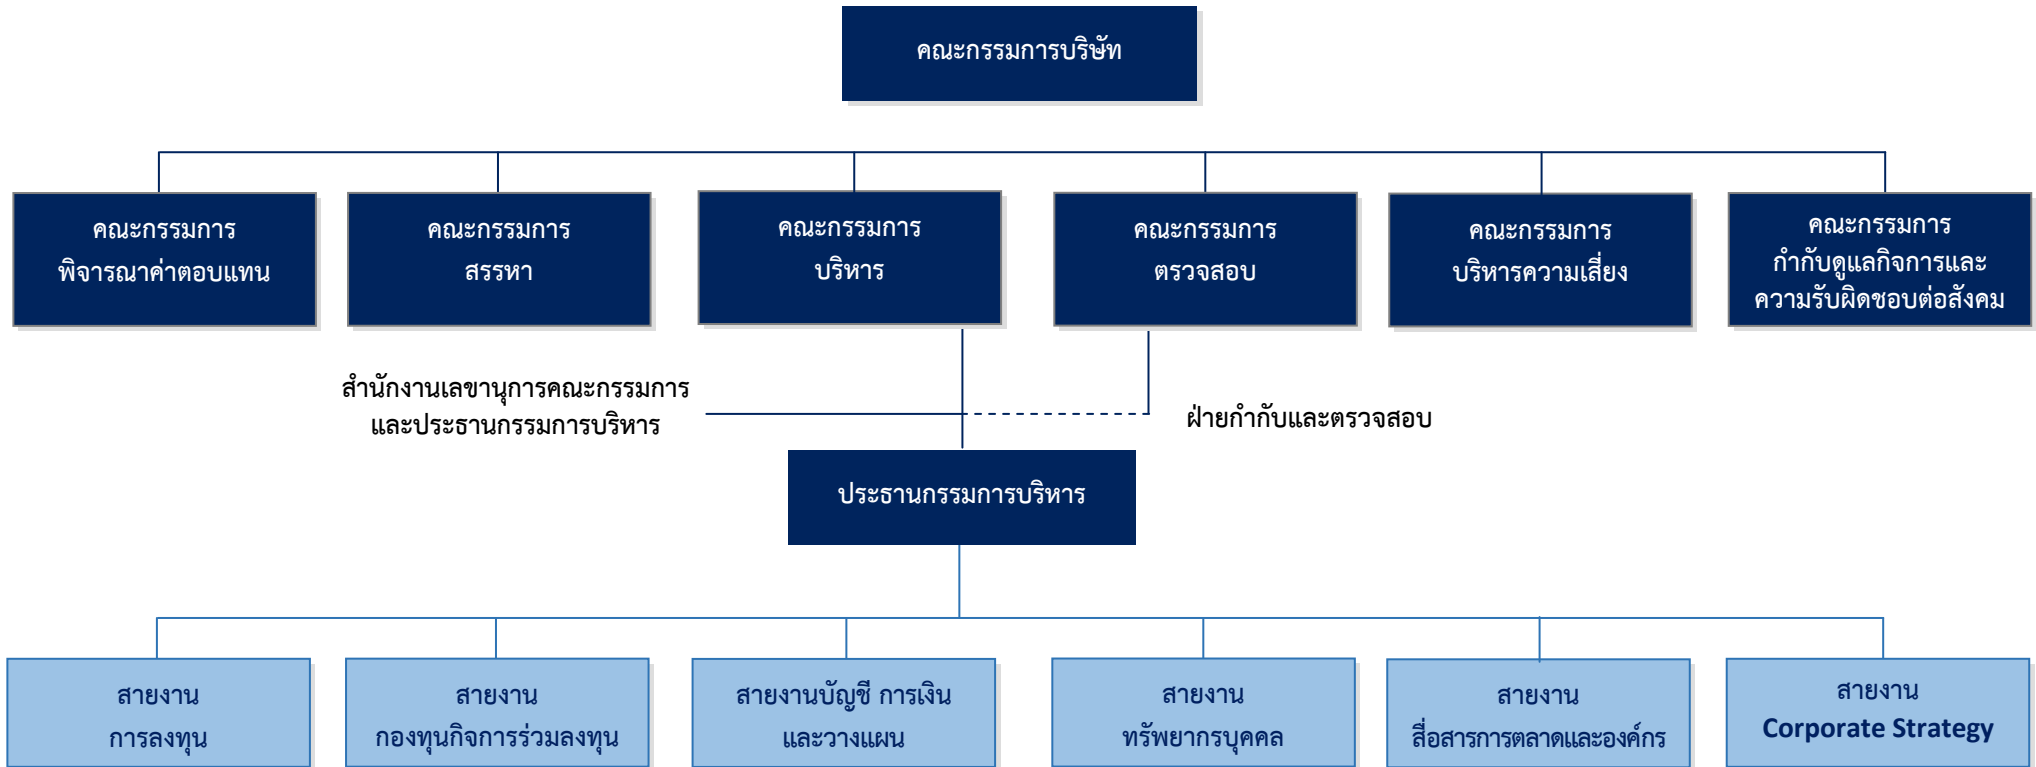 คณะกรรมการบริษัท
คณะกรรมการ
พิจารณาค่าตอบแทน
คณะกรรมการ
สรรหา
คณะกรรมการ
บริหาร
คณะกรรมการ
ตรวจสอบ
คณะกรรมการ
บริหารความเสี่ยง
คณะกรรมการ
กำกับดูแลกิจการและ
ความรับผิดชอบต่อสังคม
สำนักงานเลขานุการคณะกรรมการ
และประธานกรรมการบริหาร
ฝ่ายกำกับและตรวจสอบ
ประธานกรรมการบริหาร
สายงาน
การลงทุน
สายงาน
กองทุนกิจการร่วมลงทุน
สายงานบัญชี การเงิน
และวางแผน
สายงาน
ทรัพยากรบุคคล
สายงาน
สื่อสารการตลาดและองค์กร
สายงาน
Corporate Strategy